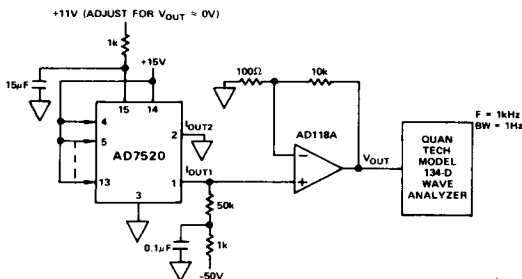 +11V (ADJUST FOR VOUT ≈ 0V)
1k
+15V
15μF
15
14
4
5
13
AD7520
IOUT2
2
IOUT1
1
3
50k
0.1μF
1k
-50V
100Ω
10k
AD118A
−
+
VOUT
F = 1kHz
BW = 1Hz
QUAN
TECH
MODEL
134-D
WAVE
ANALYZER